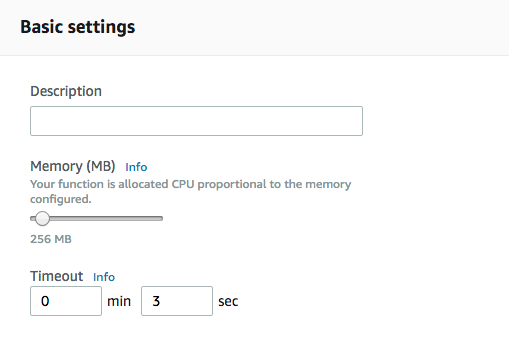 Basic settings
Description
Memory (MB) Info
Your function is allocated CPU proportional to the memory
configured.
256 MB
Timeout Info
0 min 3 sec